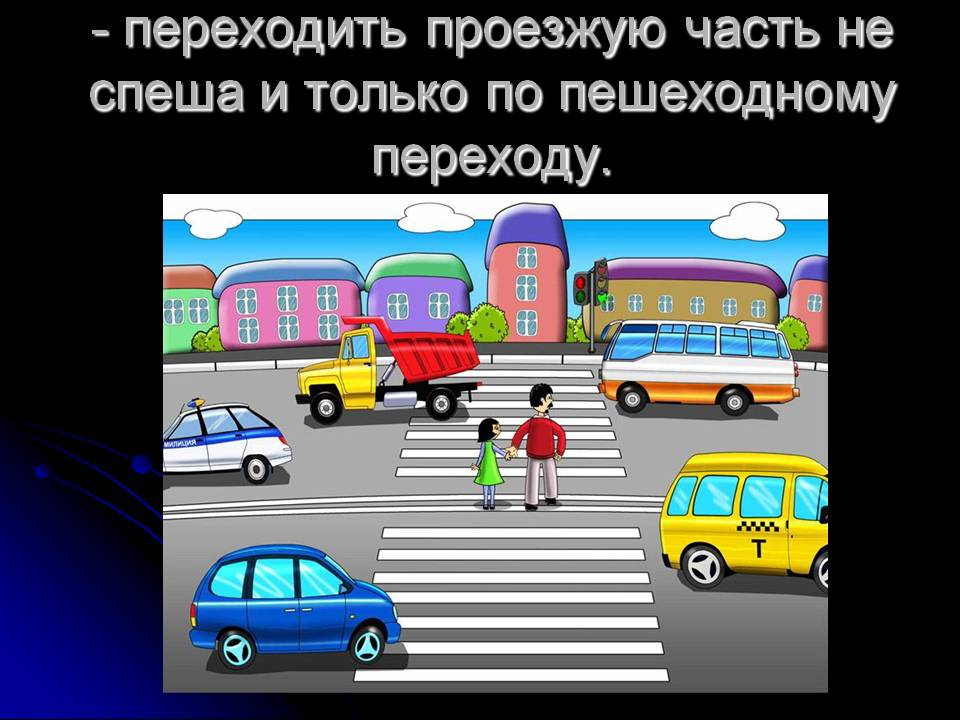 - переходить проезжую часть не
спеша и только по пешеходному
переходу.
МИЛИЦИЯ
Т